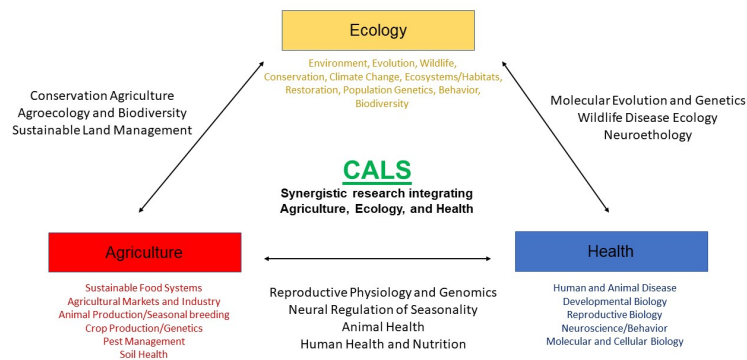 Ecology
Environment, Evolution, Wildlife,
Conservation, Climate Change, Ecosystems/Habitats,
Restoration, Population Genetics, Behavior,
Biodiversity
Conservation Agriculture
Agroecology and Biodiversity
Sustainable Land Management
Molecular Evolution and Genetics
Wildlife Disease Ecology
Neuroethology
CALS
Synergistic research integrating
Agriculture, Ecology, and Health
Agriculture
Sustainable Food Systems
Agricultural Markets and Industry
Animal Production/Seasonal breeding
Crop Production/Genetics
Pest Management
Soil Health
Reproductive Physiology and Genomics
Neural Regulation of Seasonality
Animal Health
Human Health and Nutrition
Health
Human and Animal Disease
Developmental Biology
Reproductive Biology
Neuroscience/Behavior
Molecular and Cellular Biology